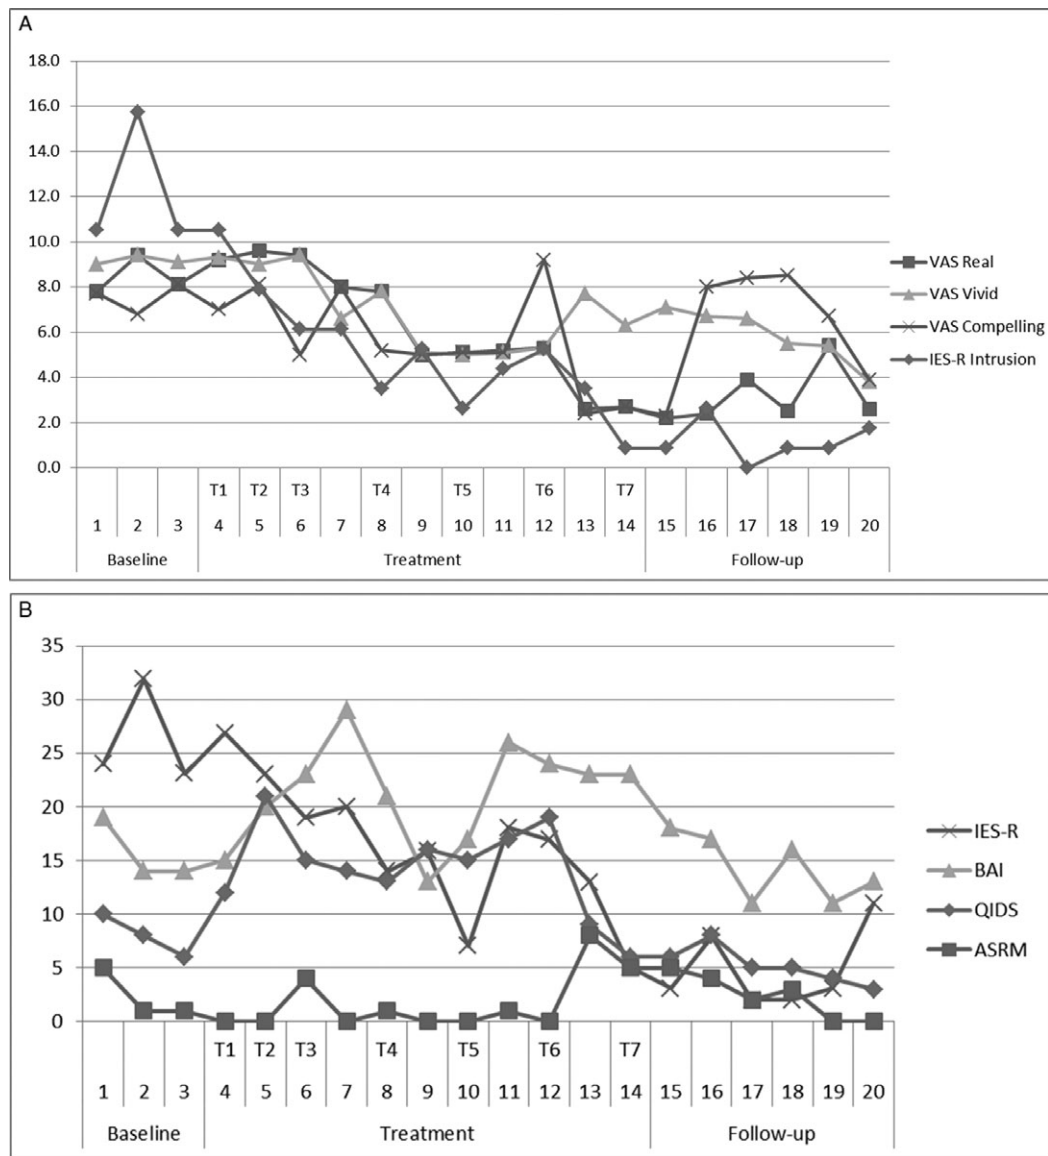 A
18.0
16.0
14.0
12.0
10.0
8.0
6.0
4.0
2.0
0.0
VAS Real
VAS Vivid
VAS Compelling
IES-R Intrusion
T1 T2 T3 T4 T5 T6 T7
1 2 3 4 5 6 7 8 9 10 11 12 13 14 15 16 17 18 19 20
Baseline Treatment Follow-up
B
35
30
25
20
15
10
5
0
IES-R
BAI
QIDS
ASRM
T1 T2 T3 T4 T5 T6 T7
1 2 3 4 5 6 7 8 9 10 11 12 13 14 15 16 17 18 19 20
Baseline Treatment Follow-up